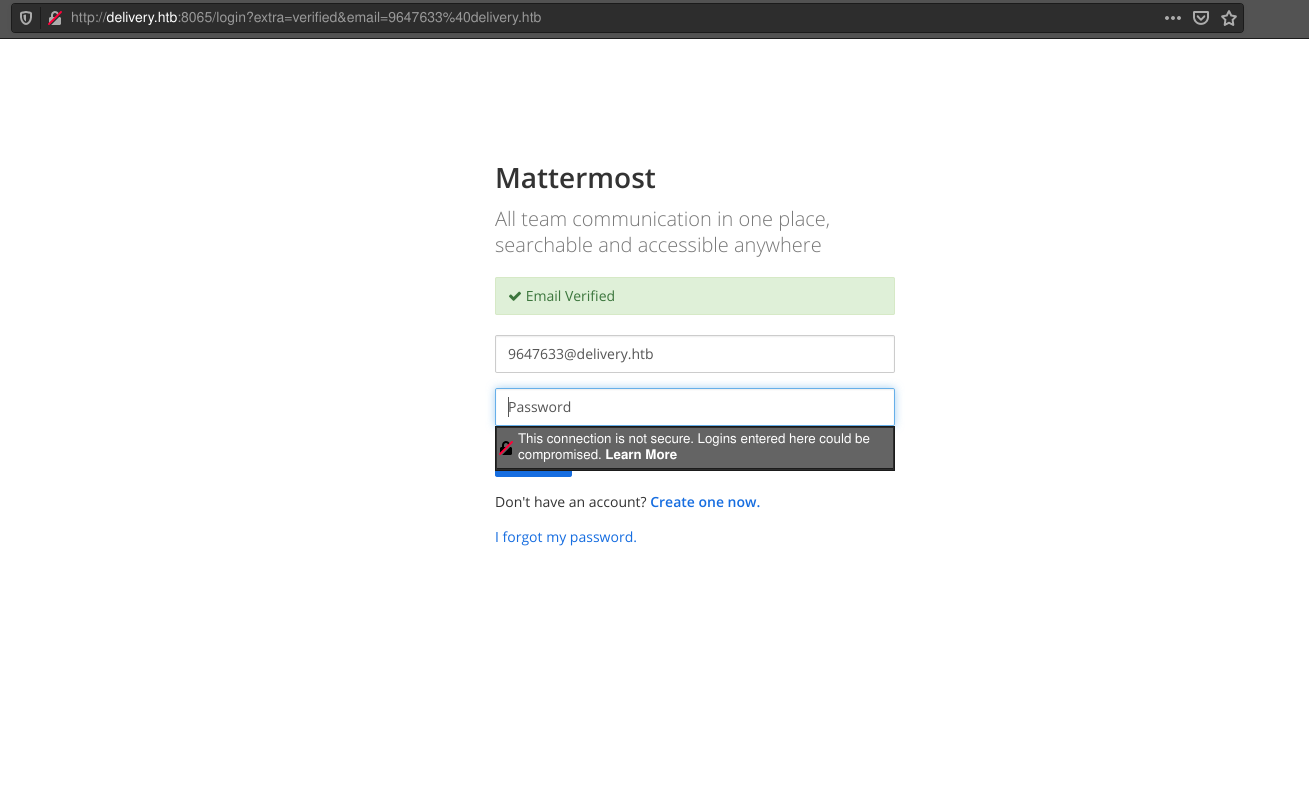 http://delivery.htb:8065/login?extra=verified&email=9647633%40delivery.htb
Mattermost
All team communication in one place,
searchable and accessible anywhere
Email Verified
9647633@delivery.htb
Password
This connection is not secure. Logins entered here could be
compromised. Learn More
Don't have an account? Create one now.
I forgot my password.